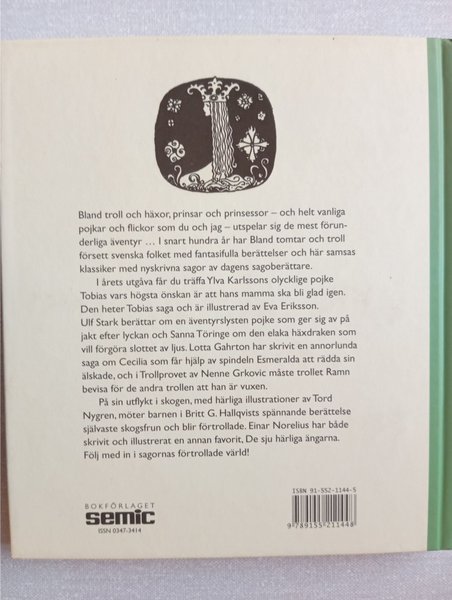 Bland troll och häxor, prinsar och prinsessor – och helt vanliga
pojkar och flickor som du och jag – utspelar sig de mest förun-
derliga äventyr ... I snart hundra år har Bland tomtar och troll
försett svenska folket med fantasifulla berättelser och här samsas
klassiker med nyskrivna sagor av dagens sagoberättare.
I årets utgåva får du träffa Ylva Karlssons olycklige pojke
Tobias vars högsta önskan är att hans mamma ska bli glad igen.
Den heter Tobias saga och är illustrerad av Eva Eriksson.
Ulf Stark berättar om en äventyrslysten pojke som ger sig av på
jakt efter lyckan och Sanna Töringe om den elaka häxdraken som
vill förgöra slottet av ljus. Lotta Gahrton har skrivit en annorlunda
saga om Cecilia som får hjälp av spindeln Esmeralda att rädda sin
älskade, och i Trollprovet av Nenne Grkovic måste trollet Ramn
bevisa för de andra trollen att han är vuxen.
På sin utflykt i skogen, med härliga illustrationer av Tord
Nygren, möter barnen i Britt G. Hallqvists spännande berättelse
självaste skogsfrun och blir förtrollade. Einar Norelius har både
skrivit och illustrerat en annan favorit, De sju härliga ängarna.
Följ med in i sagornas förtrollade värld!
ISBN 91-552-1144-5
BOKFÖRLAGET
semic
ISSN 0347-3414
9 789155 211448